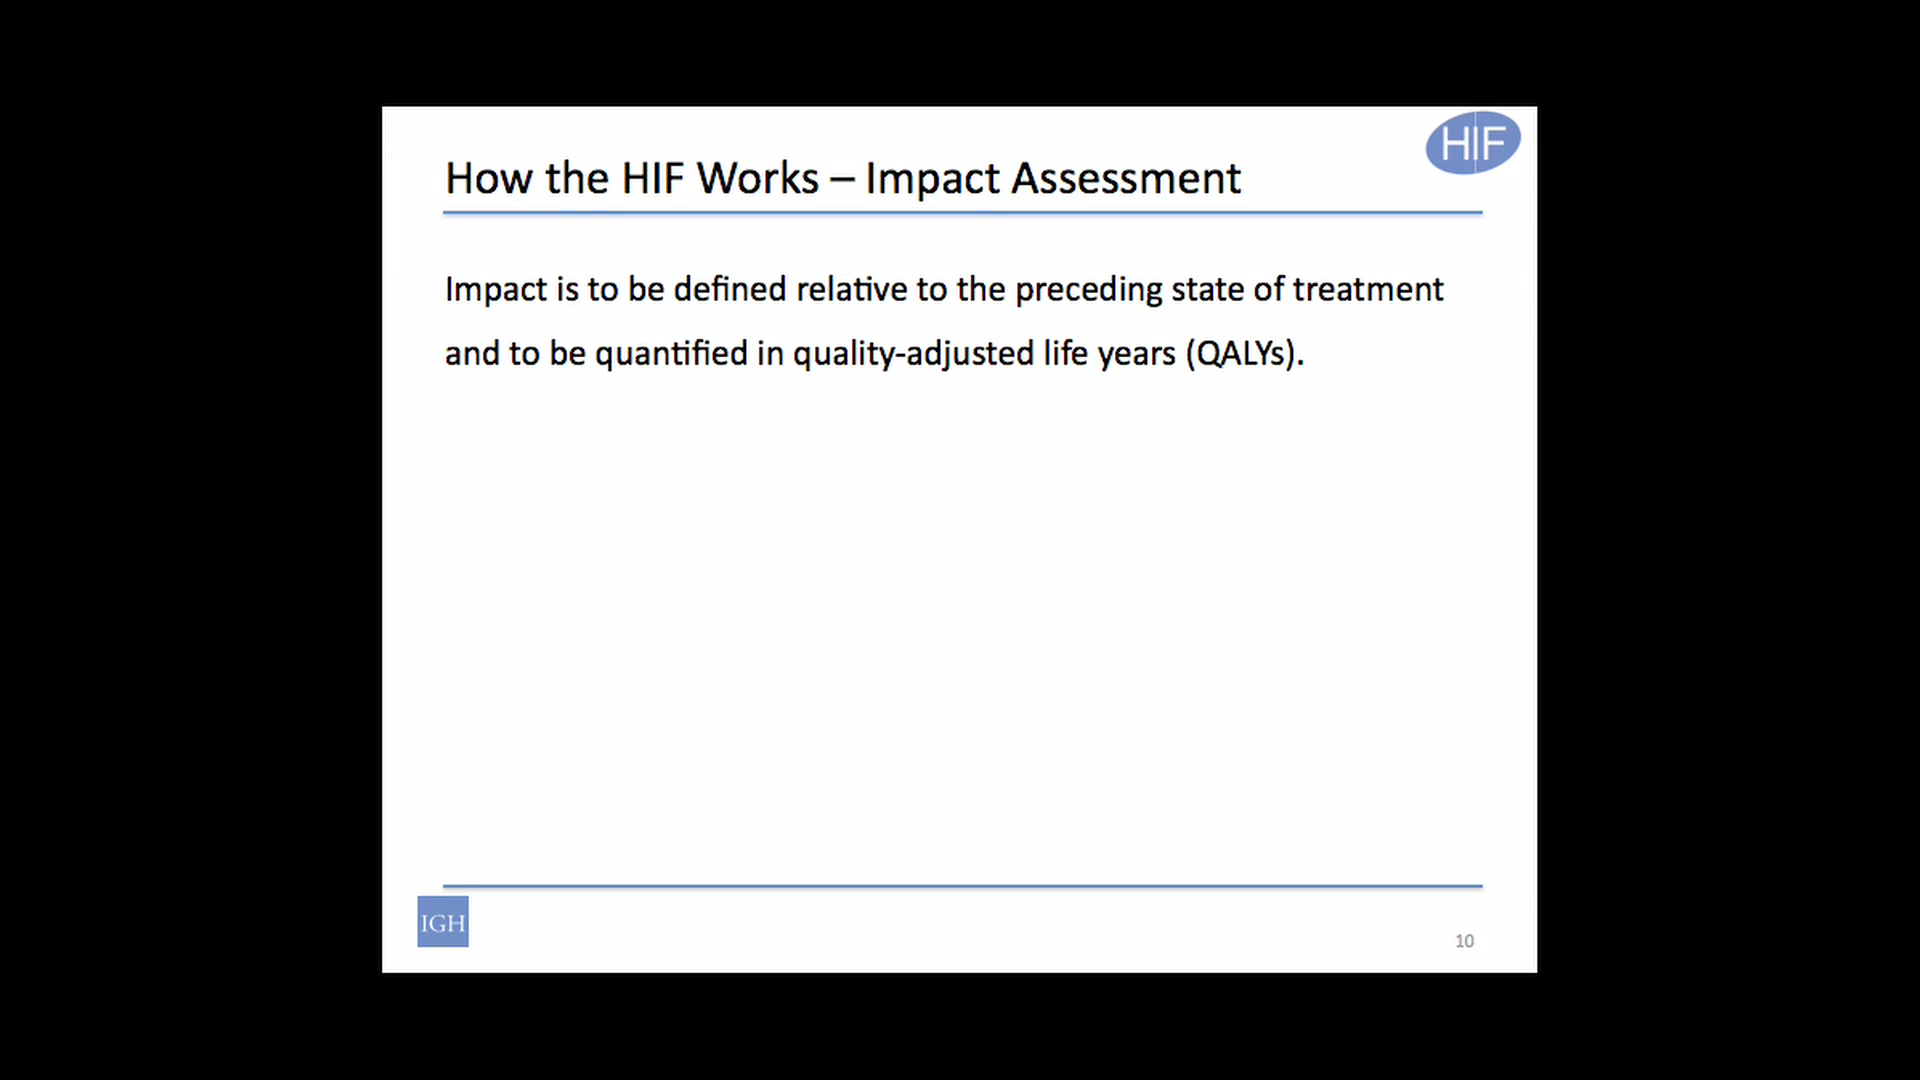 HIF
How the HIF Works – Impact Assessment
Impact is to be defined relative to the preceding state of treatment
and to be quantified in quality-adjusted life years (QALYs).
IGH
10